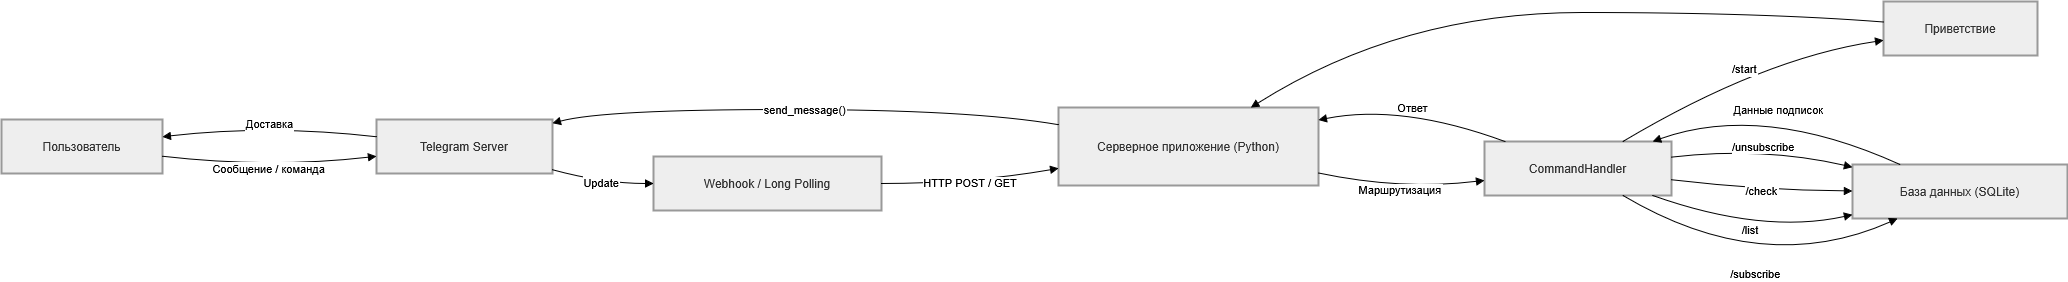 Приветствие
/start
Данные подписок
Ответ
send_message()
Доставка
Пользователь
Telegram Server
Серверное приложение (Python)
/unsubscribe
CommandHandler
Сообщение / команда
Update
Webhook / Long Polling
HTTP POST / GET
Маршрутизация
/check
База данных (SQLite)
/list
/subscribe